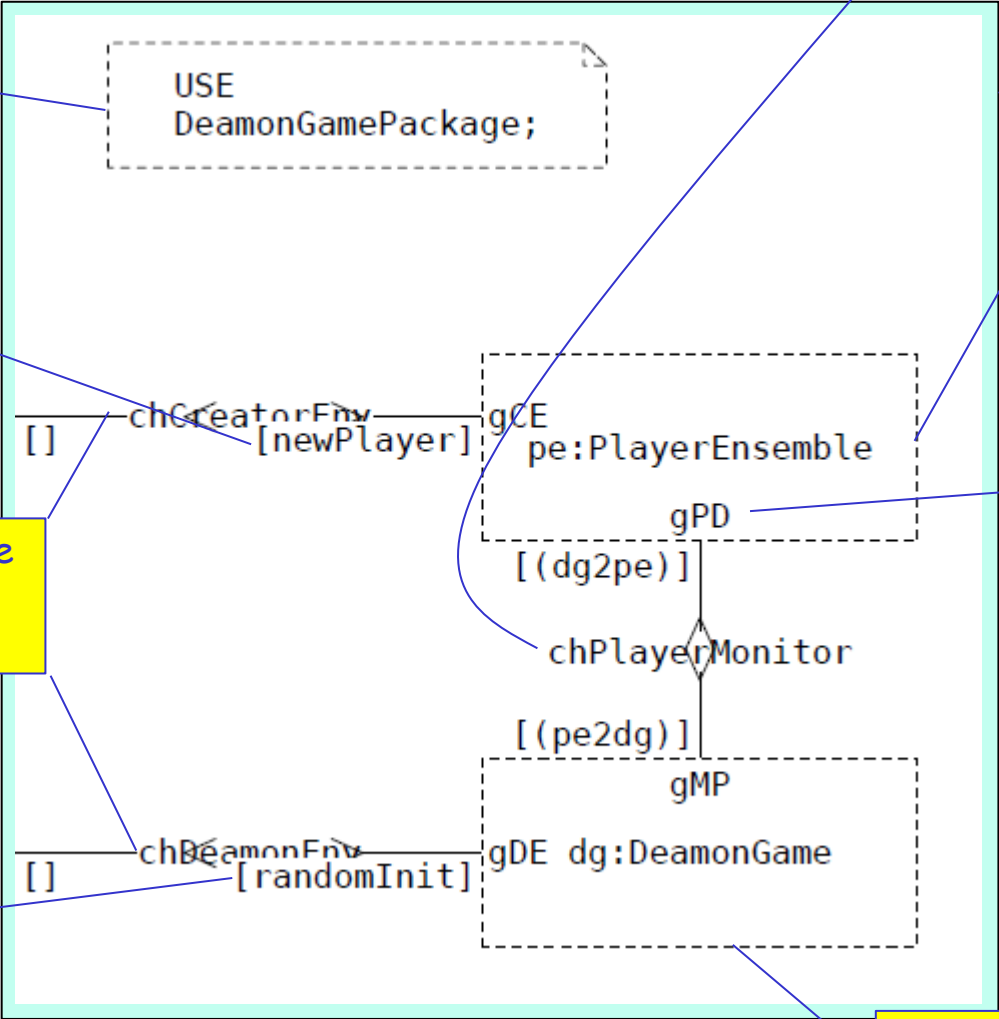 USE
DeamonGamePackage;
chCreatorEnv
gCE
[]
[newPlayer]
pe:PlayerEnsemble
gPD
e
[(dg2pe)]
chPlayerMonitor
[(pe2dg)]
gMP
chDeamonEnv
gDE dg:DeamonGame
[]
[randomInit]